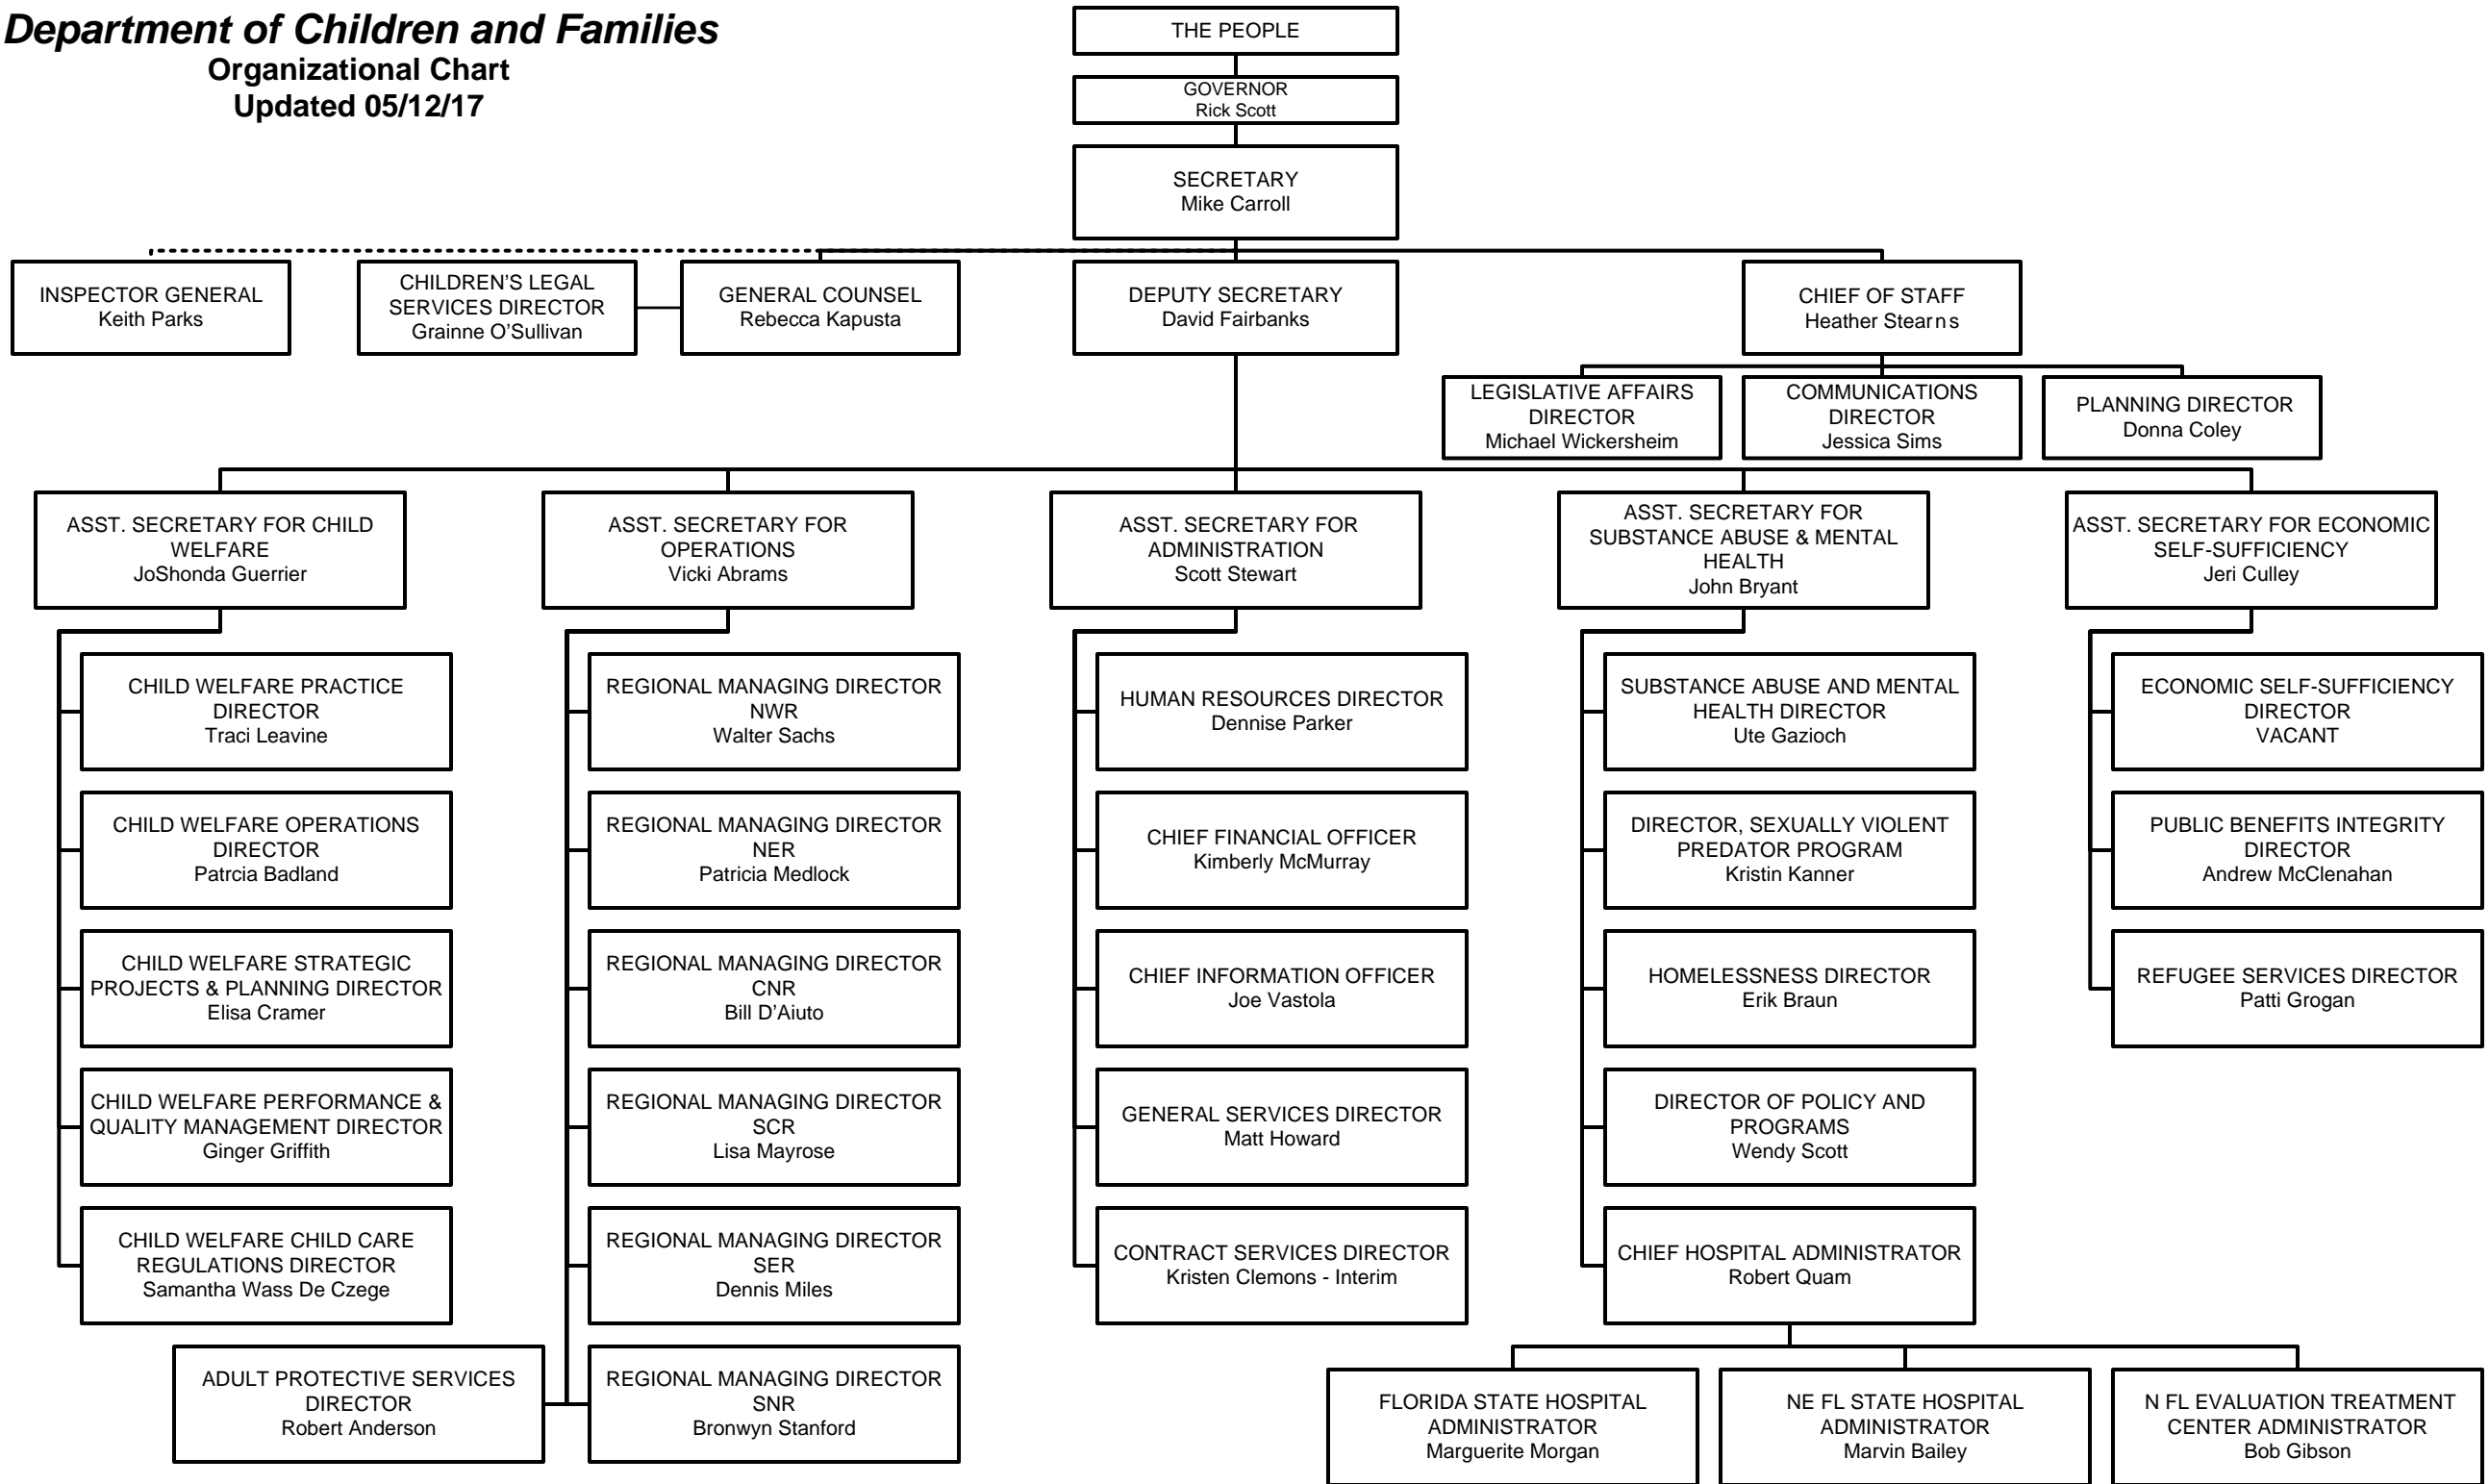 Department of Children and Families
Organizational Chart
Updated 05/12/17
THE PEOPLE
GOVERNOR
Rick Scott
SECRETARY
Mike Carroll
INSPECTOR GENERAL
Keith Parks
CHILDREN’S LEGAL
SERVICES DIRECTOR
Grainne O’Sullivan
GENERAL COUNSEL
Rebecca Kapusta
DEPUTY SECRETARY
David Fairbanks
CHIEF OF STAFF
Heather Stearns
LEGISLATIVE AFFAIRS
DIRECTOR
Michael Wickersheim
COMMUNICATIONS
DIRECTOR
Jessica Sims
PLANNING DIRECTOR
Donna Coley
ASST. SECRETARY FOR CHILD
WELFARE
JoShonda Guerrier
ASST. SECRETARY FOR
OPERATIONS
Vicki Abrams
ASST. SECRETARY FOR
ADMINISTRATION
Scott Stewart
ASST. SECRETARY FOR
SUBSTANCE ABUSE & MENTAL
HEALTH
John Bryant
ASST. SECRETARY FOR ECONOMIC
SELF-SUFFICIENCY
Jeri Culley
CHILD WELFARE PRACTICE
DIRECTOR
Traci Leavine
CHILD WELFARE OPERATIONS
DIRECTOR
Patrcia Badland
CHILD WELFARE STRATEGIC
PROJECTS & PLANNING DIRECTOR
Elisa Cramer
CHILD WELFARE PERFORMANCE &
QUALITY MANAGEMENT DIRECTOR
Ginger Griffith
CHILD WELFARE CHILD CARE
REGULATIONS DIRECTOR
Samantha Wass De Czege
ADULT PROTECTIVE SERVICES
DIRECTOR
Robert Anderson
REGIONAL MANAGING DIRECTOR
NWR
Walter Sachs
REGIONAL MANAGING DIRECTOR
NER
Patricia Medlock
REGIONAL MANAGING DIRECTOR
CNR
Bill D’Aiuto
REGIONAL MANAGING DIRECTOR
SCR
Lisa Mayrose
REGIONAL MANAGING DIRECTOR
SER
Dennis Miles
REGIONAL MANAGING DIRECTOR
SNR
Bronwyn Stanford
HUMAN RESOURCES DIRECTOR
Dennise Parker
CHIEF FINANCIAL OFFICER
Kimberly McMurray
CHIEF INFORMATION OFFICER
Joe Vastola
GENERAL SERVICES DIRECTOR
Matt Howard
CONTRACT SERVICES DIRECTOR
Kristen Clemons - Interim
SUBSTANCE ABUSE AND MENTAL
HEALTH DIRECTOR
Ute Gazioch
DIRECTOR, SEXUALLY VIOLENT
PREDATOR PROGRAM
Kristin Kanner
HOMELESSNESS DIRECTOR
Erik Braun
DIRECTOR OF POLICY AND
PROGRAMS
Wendy Scott
CHIEF HOSPITAL ADMINISTRATOR
Robert Quam
FLORIDA STATE HOSPITAL
ADMINISTRATOR
Marguerite Morgan
NE FL STATE HOSPITAL
ADMINISTRATOR
Marvin Bailey
N FL EVALUATION TREATMENT
CENTER ADMINISTRATOR
Bob Gibson
ECONOMIC SELF-SUFFICIENCY
DIRECTOR
VACANT
PUBLIC BENEFITS INTEGRITY
DIRECTOR
Andrew McClenahan
REFUGEE SERVICES DIRECTOR
Patti Grogan